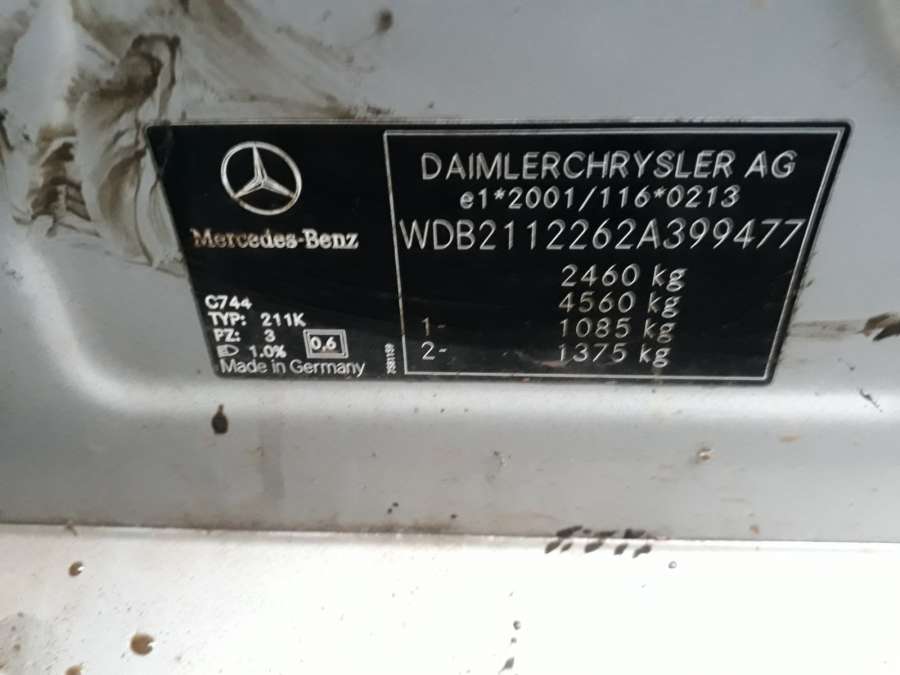 Mercedes-Benz
C744
TYP: 211K
PZ: 3
1.0% 0,6
Made in Germany
DAIMLERCHRYSLER AG
e1*2001/116*0213
WDB2112262A399477
2460 kg
4560 kg
1- 1085 kg
2- 1375 kg